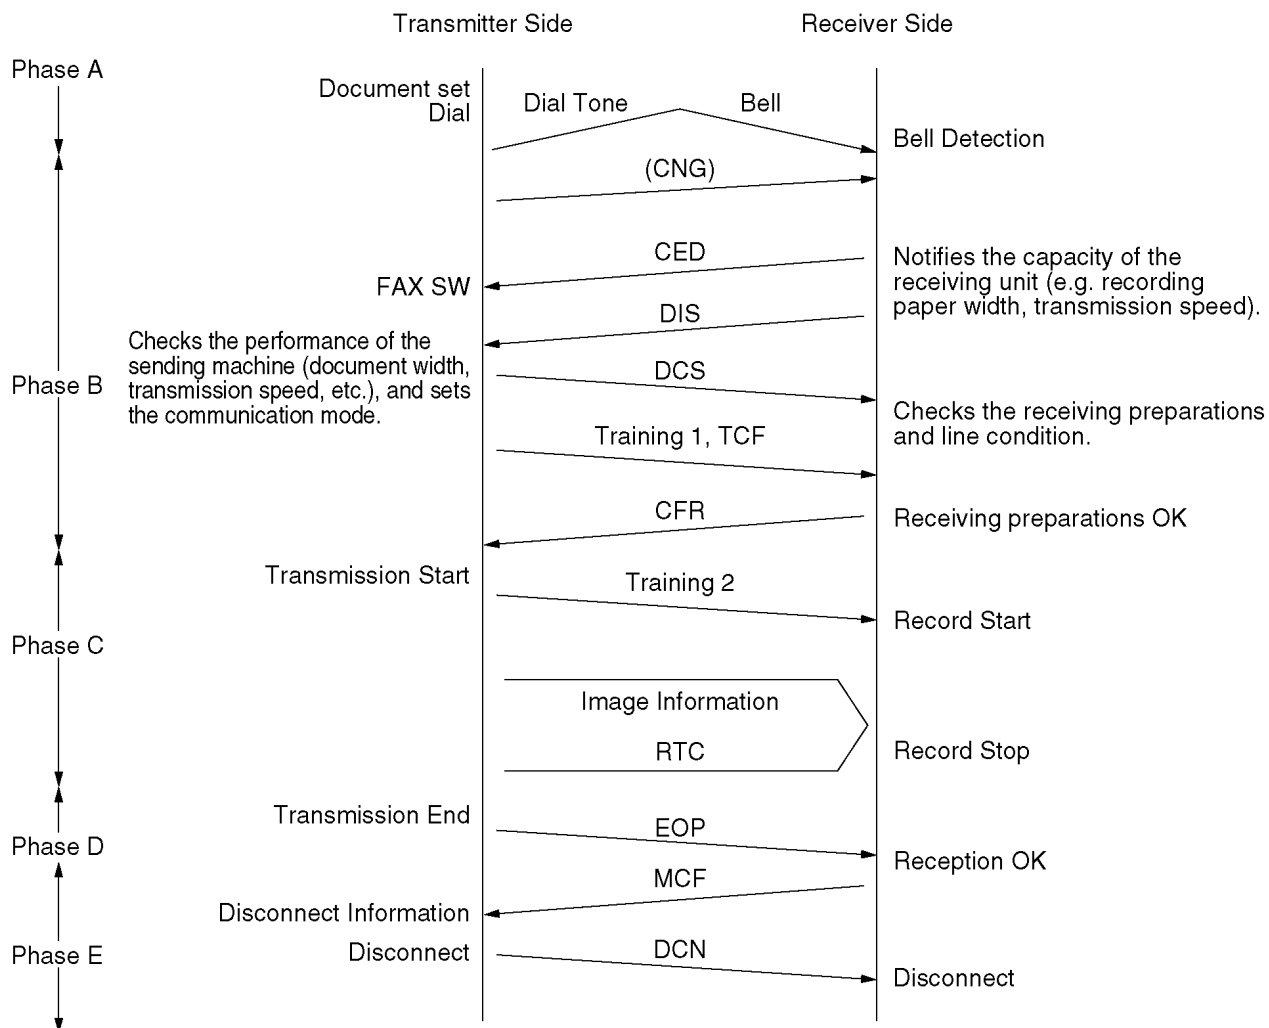 Transmitter Side
Receiver Side
Phase A
Document set
Dial
Dial Tone
Bell
Bell Detection
(CNG)
CED
Notifies the capacity of the
receiving unit (e.g. recording
paper width, transmission speed).
FAX SW
DIS
Checks the performance of the
sending machine (document width,
transmission speed, etc.), and sets
the communication mode.
Phase B
DCS
Checks the receiving preparations
and line condition.
Training 1, TCF
CFR
Receiving preparations OK
Transmission Start
Training 2
Record Start
Phase C
Image Information
RTC
Record Stop
Transmission End
EOP
Phase D
Reception OK
MCF
Disconnect Information
Phase E
Disconnect
DCN
Disconnect